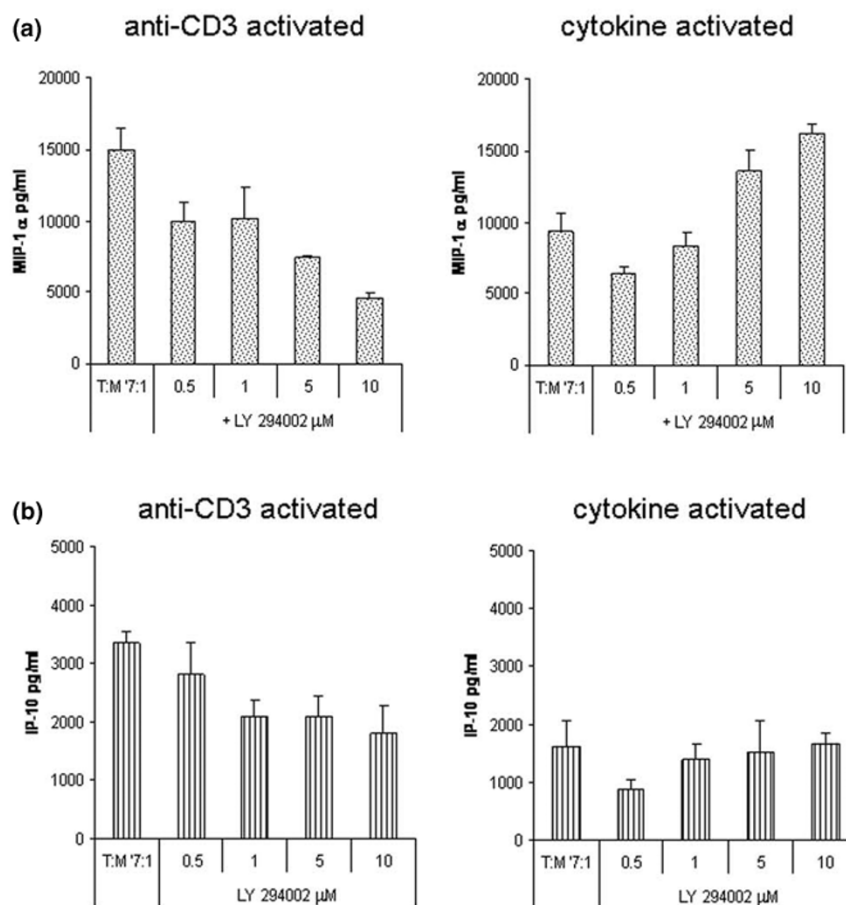 (a) anti-CD3 activated cytokine activated
20000
15000
10000
5000
0
MIP-1 α pg/ml
T:M '7:1 0.5 1 5 10
+ LY 294002 µM
20000
15000
10000
5000
0
MIP-1 α pg/ml
T:M '7:1 0.5 1 5 10
+ LY 294002 µM
(b) anti-CD3 activated cytokine activated
5000
4000
3000
2000
1000
0
IP-10 pg/ml
T:M '7:1 0.5 1 5 10
LY 294002 µM
5000
4000
3000
2000
1000
0
IP-10 pg/ml
T:M '7:1 0.5 1 5 10
LY 294002 µM